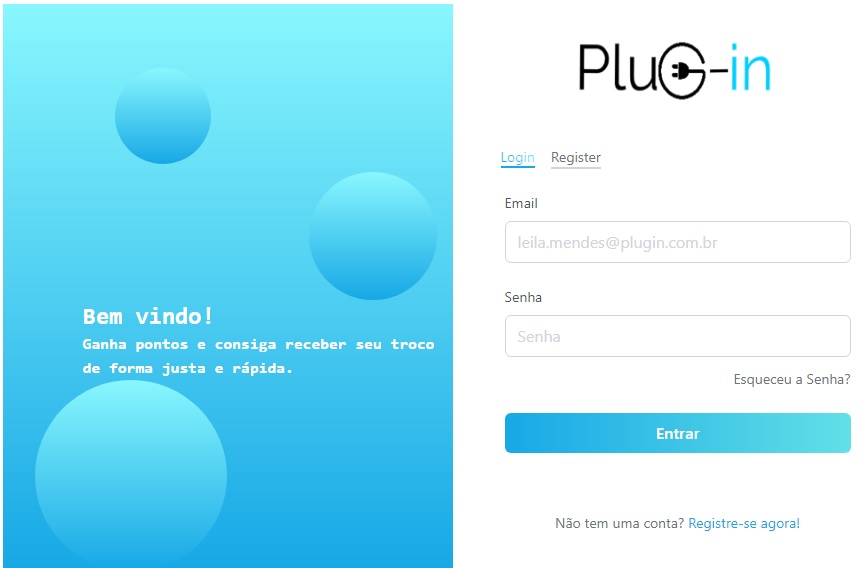 Bem vindo!
Ganha pontos e consiga receber seu troco
de forma justa e rápida.
PluG-in
Login Register
Email
leila.mendes@plugin.com.br
Senha
Senha
Esqueceu a Senha?
Entrar
Não tem uma conta? Registre-se agora!